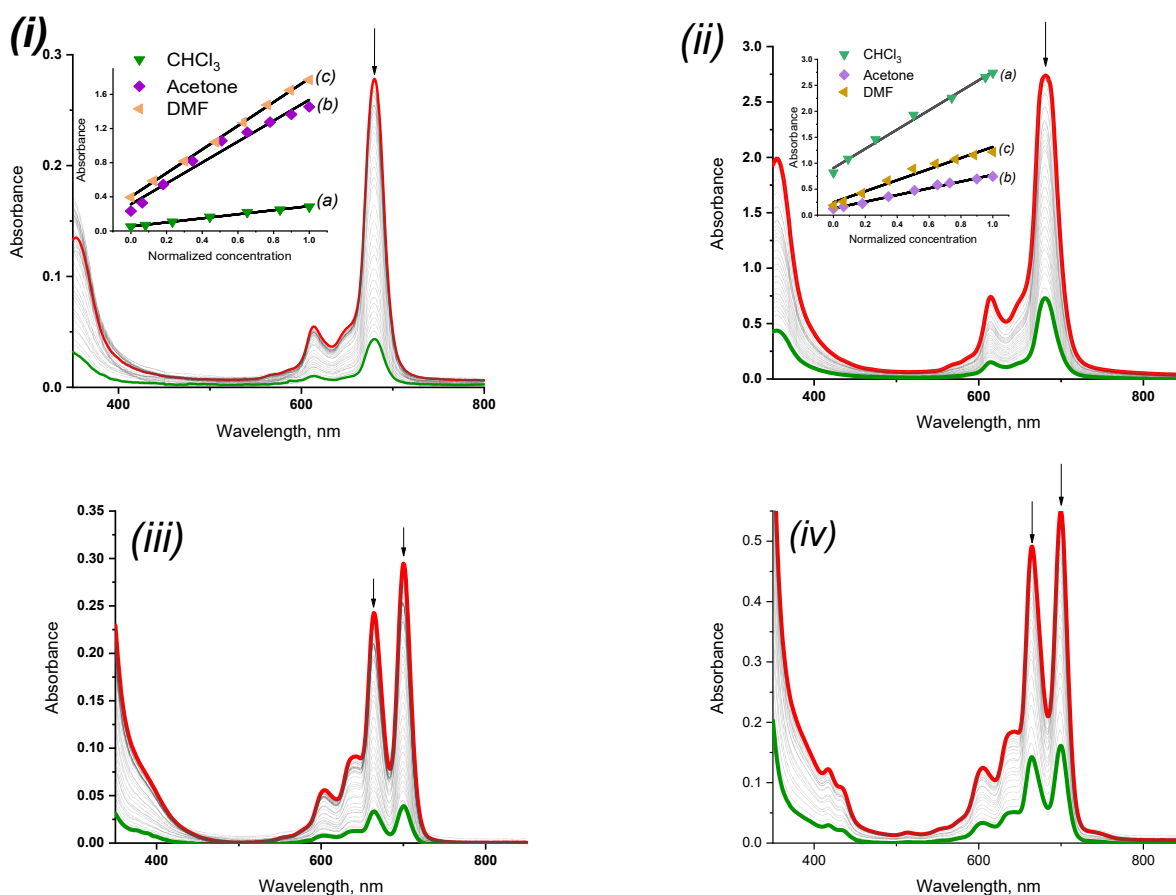 (i)
0.3
0.2
0.1
0.0
400
600
800
Absorbance
Wavelength, nm
CHCl₃
Acetone
DMF
2.4
1.6
0.8
0.4
0.0
0.0
0.2
0.4
0.6
0.8
1.0
Absorbance
Normalized concentration
(c)
(b)
(a)
(ii)
3.0
2.5
2.0
1.5
1.0
0.5
0.0
400
600
800
Absorbance
Wavelength, nm
CHCl₃
Acetone
DMF
3.0
2.5
2.0
1.5
1.0
0.5
0.0
0.0
0.2
0.4
0.6
0.8
1.0
Absorbance
Normalized concentration
(a)
(c)
(b)
(iii)
0.35
0.30
0.25
0.20
0.15
0.10
0.05
0.00
400
600
800
Absorbance
Wavelength, nm
(iv)
0.5
0.4
0.3
0.2
0.1
0.0
400
600
800
Absorbance
Wavelength, nm